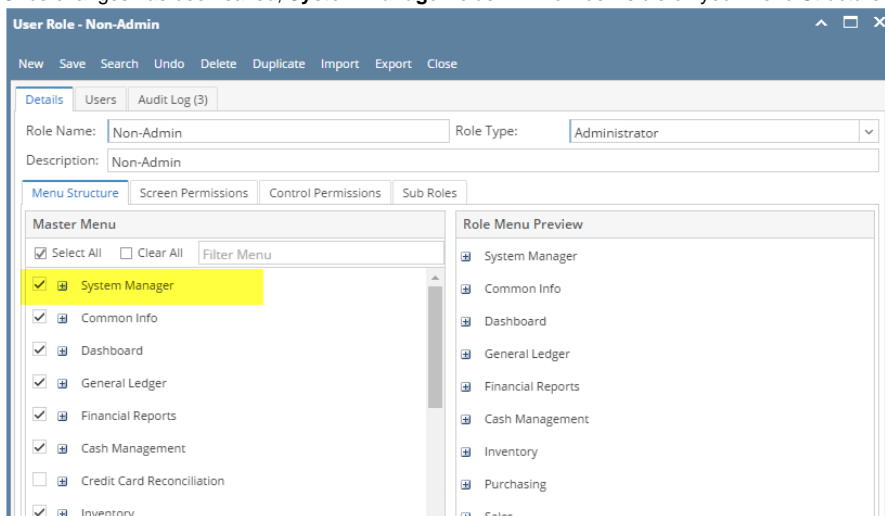 User Role - Non-Admin
New Save Search Undo Delete Duplicate Import Export Close
Details Users Audit Log (3)
Role Name: Non-Admin Role Type: Administrator
Description: Non-Admin
Menu Structure Screen Permissions Control Permissions Sub Roles
Master Menu Role Menu Preview
Select All Clear All Filter Menu
System Manager
Common Info
Dashboard
General Ledger
Financial Reports
Cash Management
Credit Card Reconciliation
Inventory
System Manager
Common Info
Dashboard
General Ledger
Financial Reports
Cash Management
Inventory
Purchasing
Sales